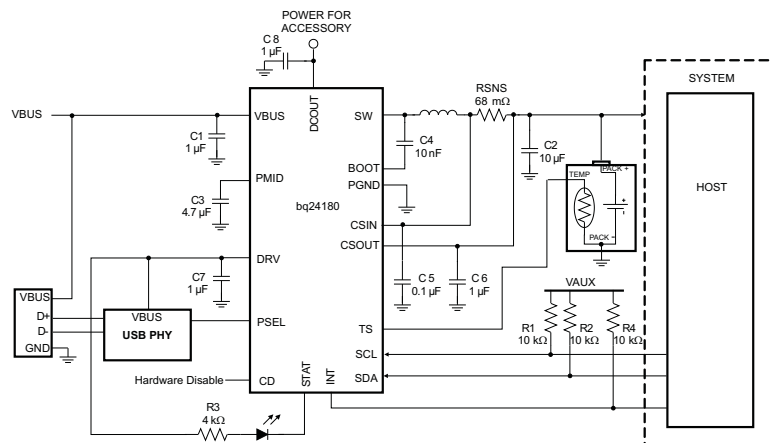 POWER FOR
ACCESSORY
C 8
1 µF
VBUS
VBUS
DCOUT
SW
RSNS
68 mΩ
SYSTEM
C1
1 µF
C4
10 nF
C2
10 µF
BOOT
PMID
PGND
C3
4.7 µF
bq24180
TEMP
PACK +
+
-
PACK –
HOST
CSIN
CSOUT
DRV
C7
1 µF
C 5
0.1 µF
C 6
1 µF
VAUX
VBUS
D+
D-
GND
VBUS
USB PHY
PSEL
TS
R1
10 kΩ
R2
10 kΩ
R4
10 kΩ
SCL
SDA
Hardware Disable
CD
STAT
INT
R3
4 kΩ